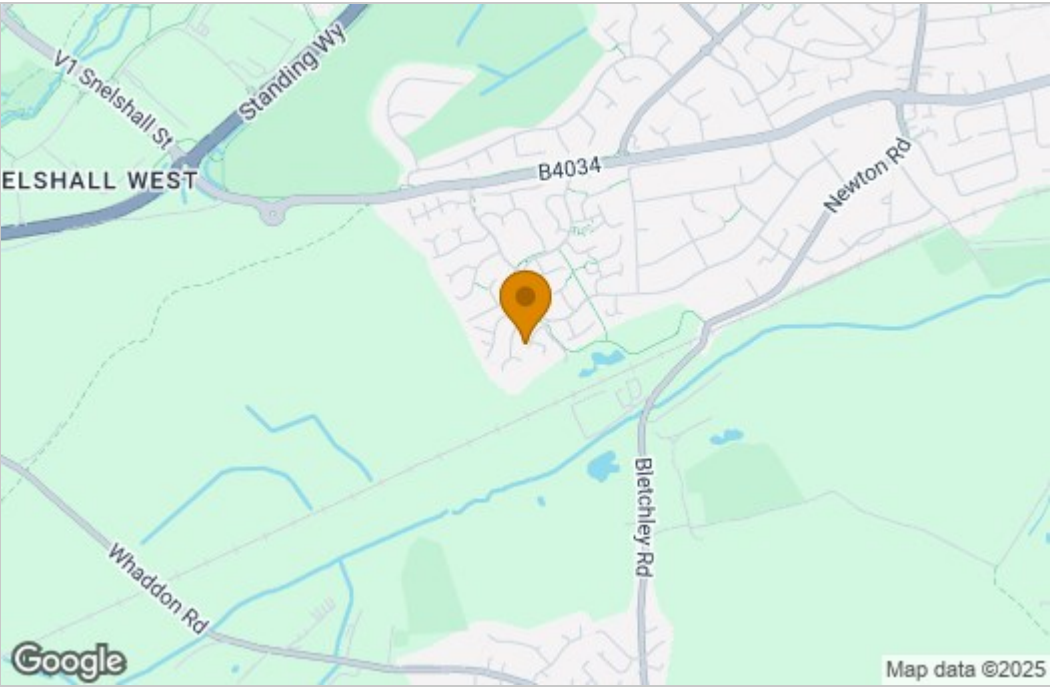 V1 Snelshall St
Standing Wy
ELSHALL WEST
B4034
Newton Rd
Bletchley Rd
Whaddon Rd
Google
Map data ©2025